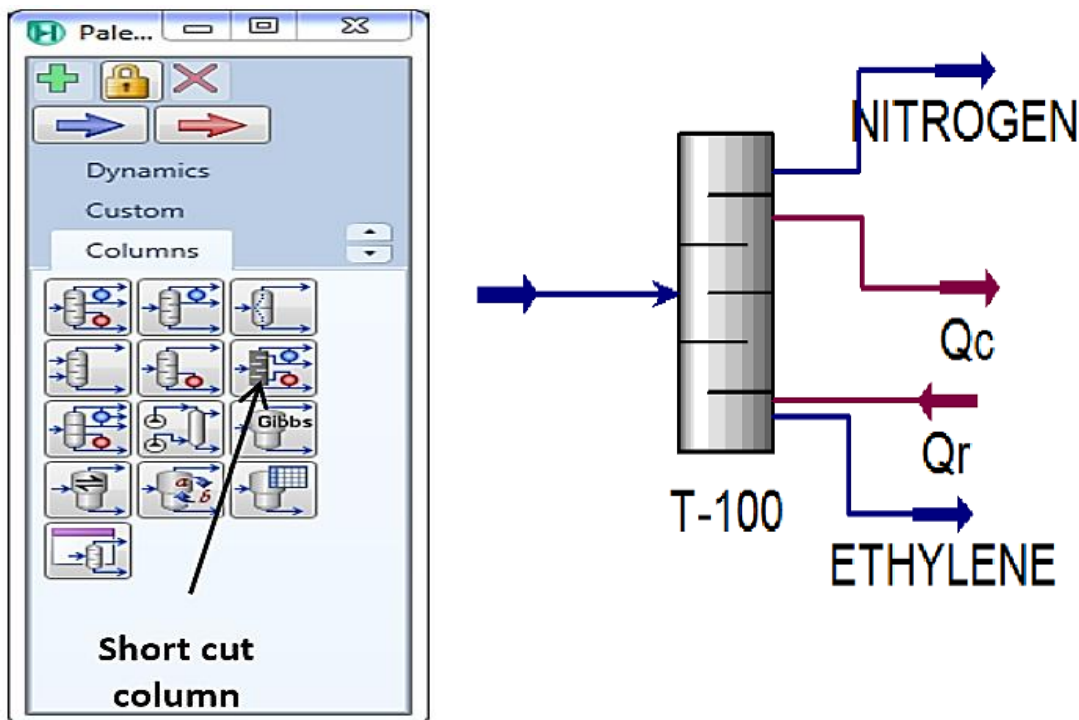 Pale...
Dynamics
Custom
Columns
Gibbs
a
b
Short cut
column
NITROGEN
Qc
Qr
T-100
ETHYLENE